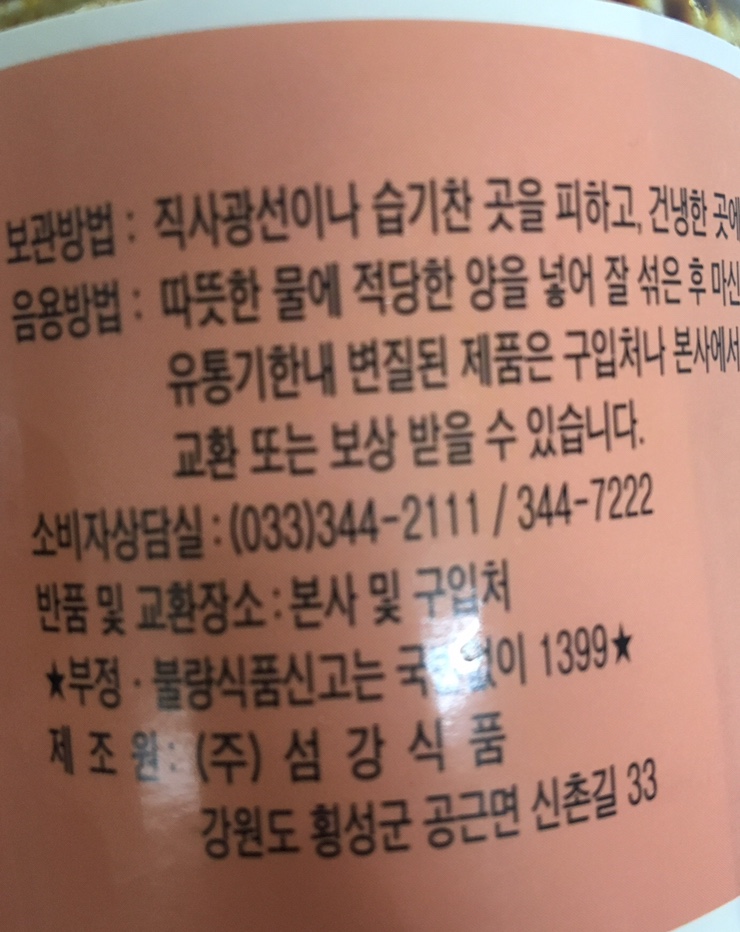 보관방법 : 직사광선이나 습기찬 곳을 피하고, 건냉한 곳에
음용방법 : 따뜻한 물에 적당한 양을 넣어 잘 섞은 후 마신
유통기한내 변질된 제품은 구입처나 본사에서
교환 또는 보상 받을 수 있습니다.
소비자상담실 : (033)344-2111 / 344-7222
반품 및 교환장소 : 본사 및 구입처
★부정 · 불량식품신고는 1399★
제 조 원 : (주) 섬 강 식 품
강원도 횡성군 공근면 신촌길 33